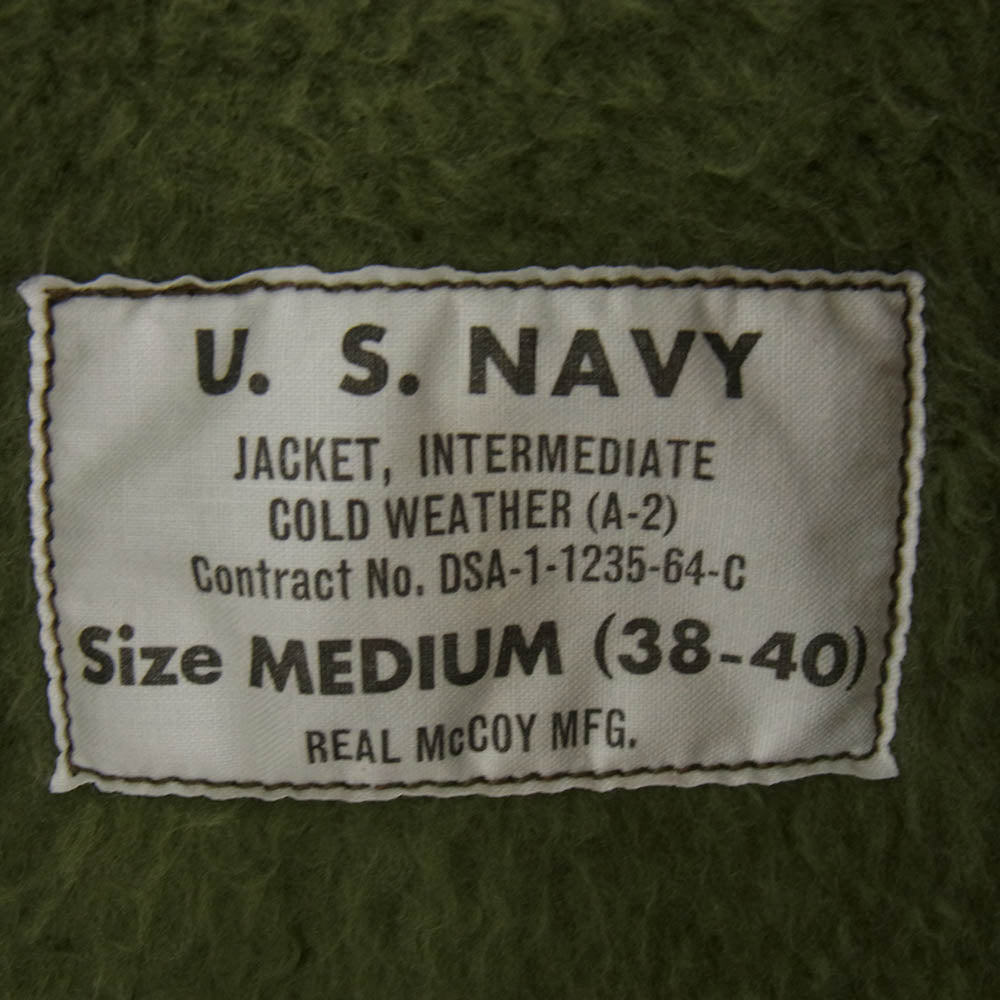 U. S. NAVY
JACKET, INTERMEDIATE
COLD WEATHER (A-2)
Contract No. DSA-1-1235-64-C
Size MEDIUM (38-40)
REAL McCOY MFG.